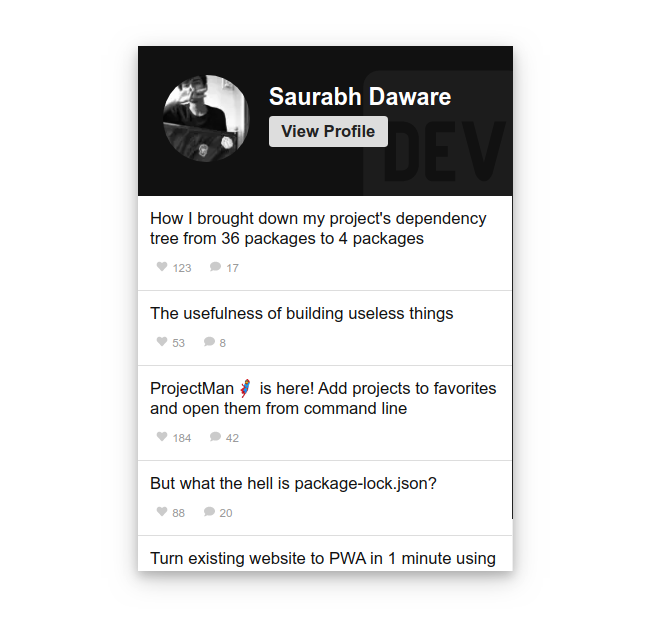 Saurabh Daware
View Profile
DEV
How I brought down my project's dependency
tree from 36 packages to 4 packages
123 17
The usefulness of building useless things
53 8
ProjectMan 🦸 is here! Add projects to favorites
and open them from command line
184 42
But what the hell is package-lock.json?
88 20
Turn existing website to PWA in 1 minute using